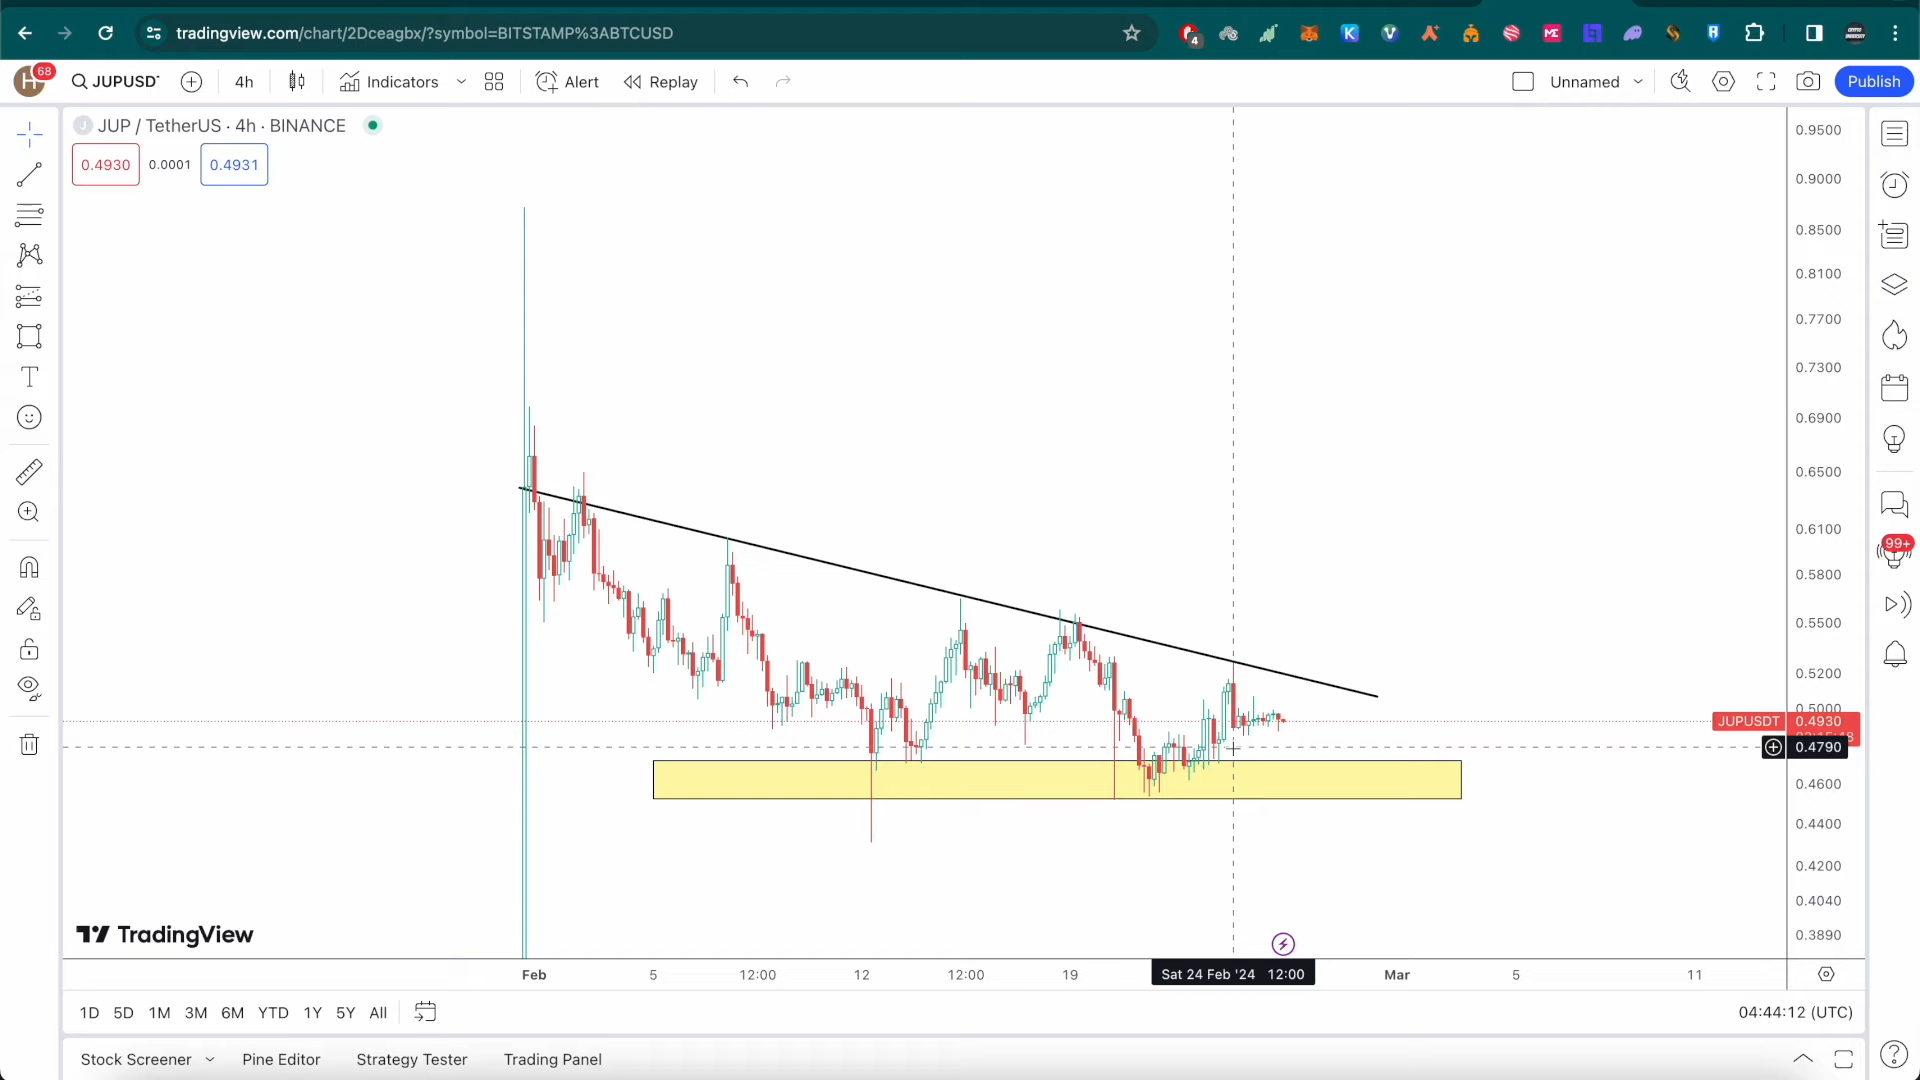 tradingview.com/chart/2Dceagbx/?symbol=BITSTAMP%3ABTCUSD
4
H
68
JUPUSD
4h
Indicators
Alert
Replay
Unnamed
Publish
J
JUP / TetherUS · 4h · BINANCE
0.4930
0.0001
0.4931
0.9500
0.9000
0.8500
0.8100
0.7700
0.7300
0.6900
0.6500
0.6100
0.5800
0.5500
0.5200
0.5000
JUPUSDT
0.4930
0.4790
0.4600
0.4400
0.4200
0.4040
0.3890
99+
TradingView
Feb
5
12:00
12
12:00
19
Sat 24 Feb '24 12:00
Mar
5
11
1D
5D
1M
3M
6M
YTD
1Y
5Y
All
04:44:12 (UTC)
Stock Screener
Pine Editor
Strategy Tester
Trading Panel